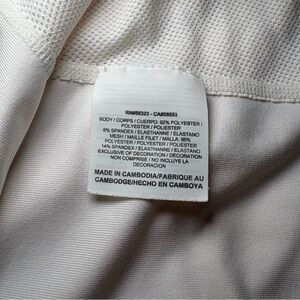 RN#56323 - CA#05553
BODY / CORPS / CUERPO: 92% POLYESTER /
POLYESTER / POLIESTER
8% SPANDEX / ELASTHANNE / ELASTANO
MESH / MAILLE FILET / MALLA: 86%
POLYESTER / POLYESTER / POLIESTER
14% SPANDEX / ELASTHANNE / ELASTANO
EXCLUSIVE OF DECORATION / DECORATION
NON COMPRISE / NO INCLUYE LA
DECORACION
MADE IN CAMBODIA/FABRIQUE AU
CAMBODGE/HECHO EN CAMBOYA